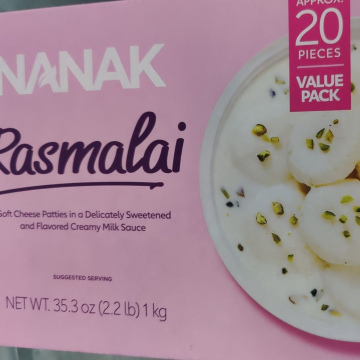 APPROX.
20
PIECES
VALUE
PACK
NANAK
Rasmalai
Soft Cheese Patties in a Delicately Sweetened
and Flavored Creamy Milk Sauce
SUGGESTED SERVING
NET WT. 35.3 oz (2.2 lb) 1 kg